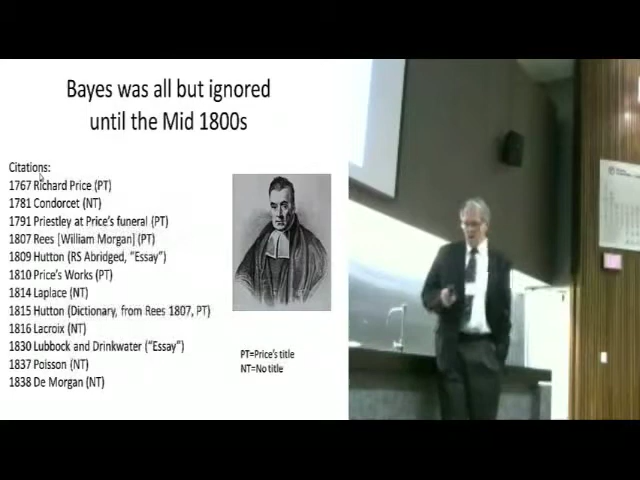 Bayes was all but ignored
until the Mid 1800s
Citations:
1767 Richard Price (PT)
1781 Condorcet (NT)
1791 Priestley at Price's funeral (PT)
1807 Rees [William Morgan] (PT)
1809 Hutton (RS Abridged, "Essay")
1810 Price's Works (PT)
1814 Laplace (NT)
1815 Hutton (Dictionary, from Rees 1807, PT)
1816 Lacroix (NT)
1830 Lubbock and Drinkwater ("Essay")
1837 Poisson (NT)
1838 De Morgan (NT)
PT=Price's title
NT=No title